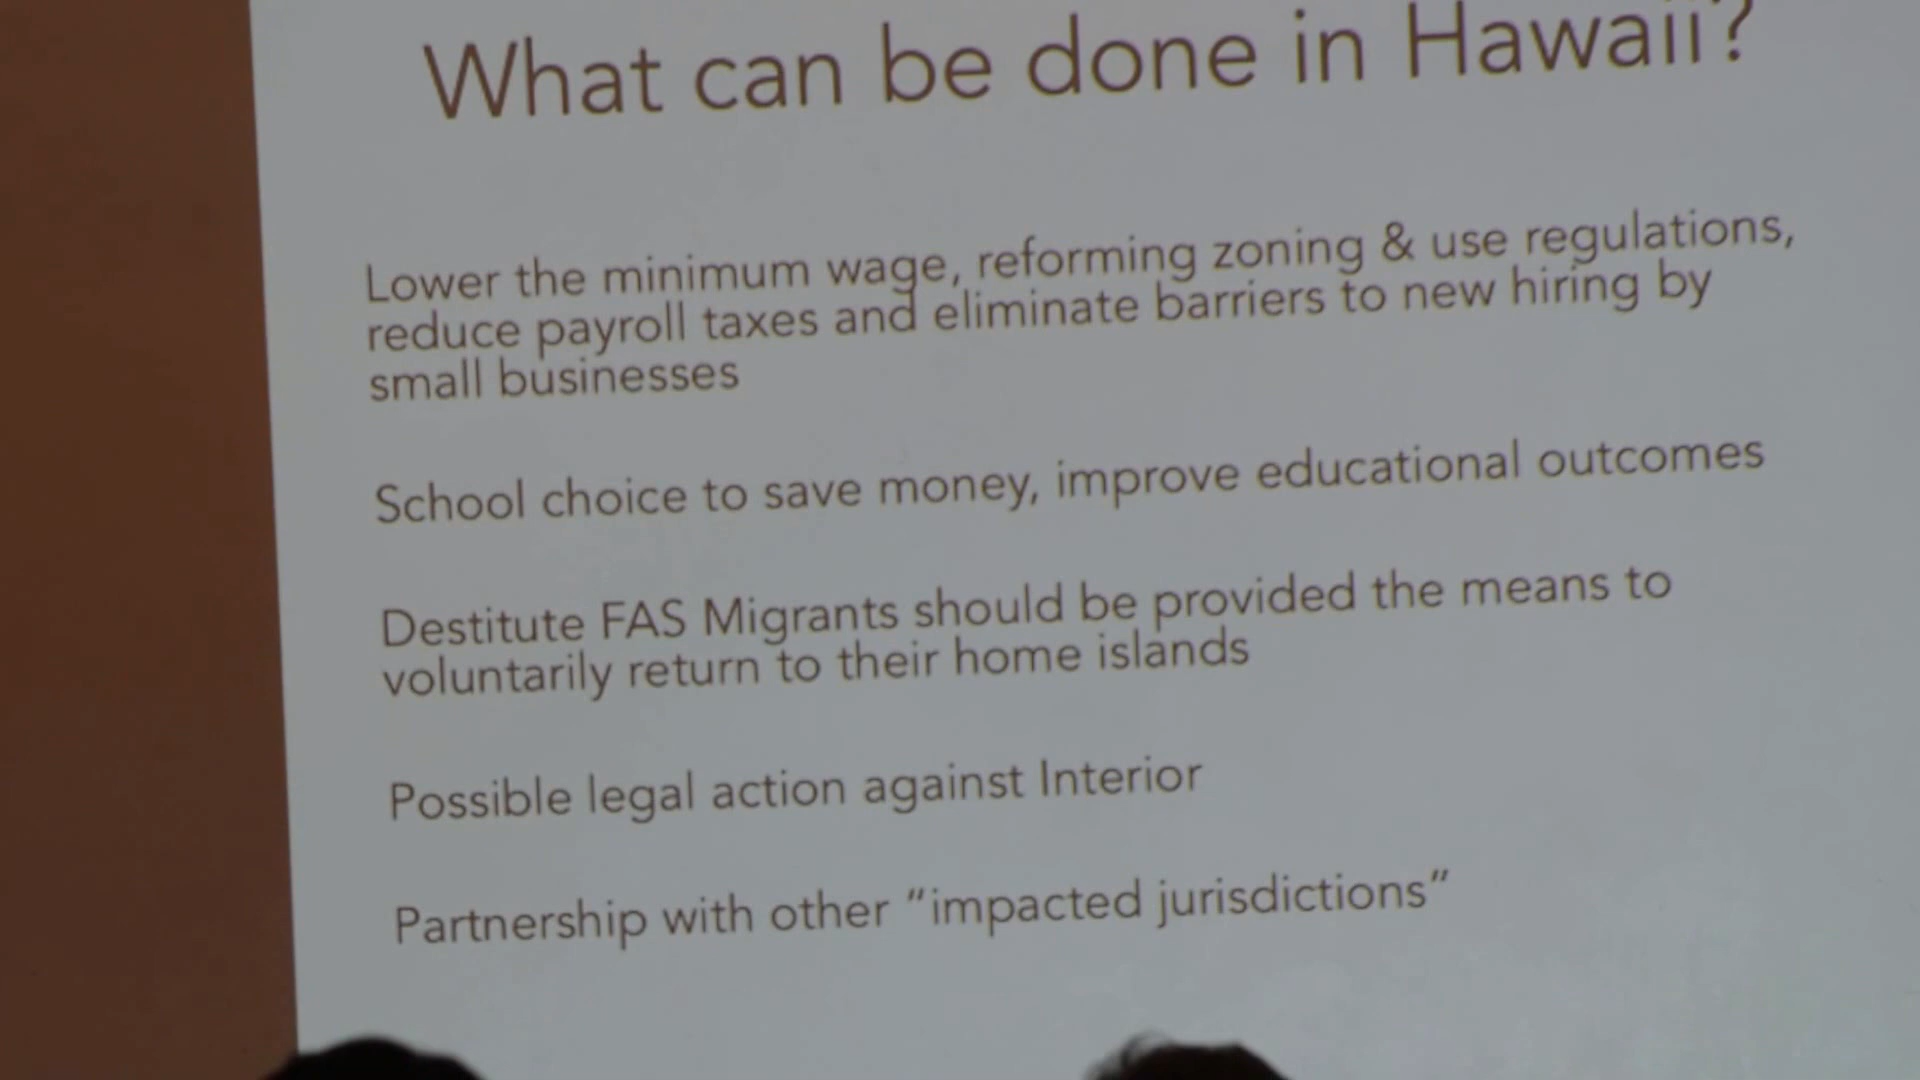 What can be done in Hawaii?
Lower the minimum wage, reforming zoning & use regulations,
reduce payroll taxes and eliminate barriers to new hiring by
small businesses
School choice to save money, improve educational outcomes
Destitute FAS Migrants should be provided the means to
voluntarily return to their home islands
Possible legal action against Interior
Partnership with other "impacted jurisdictions"